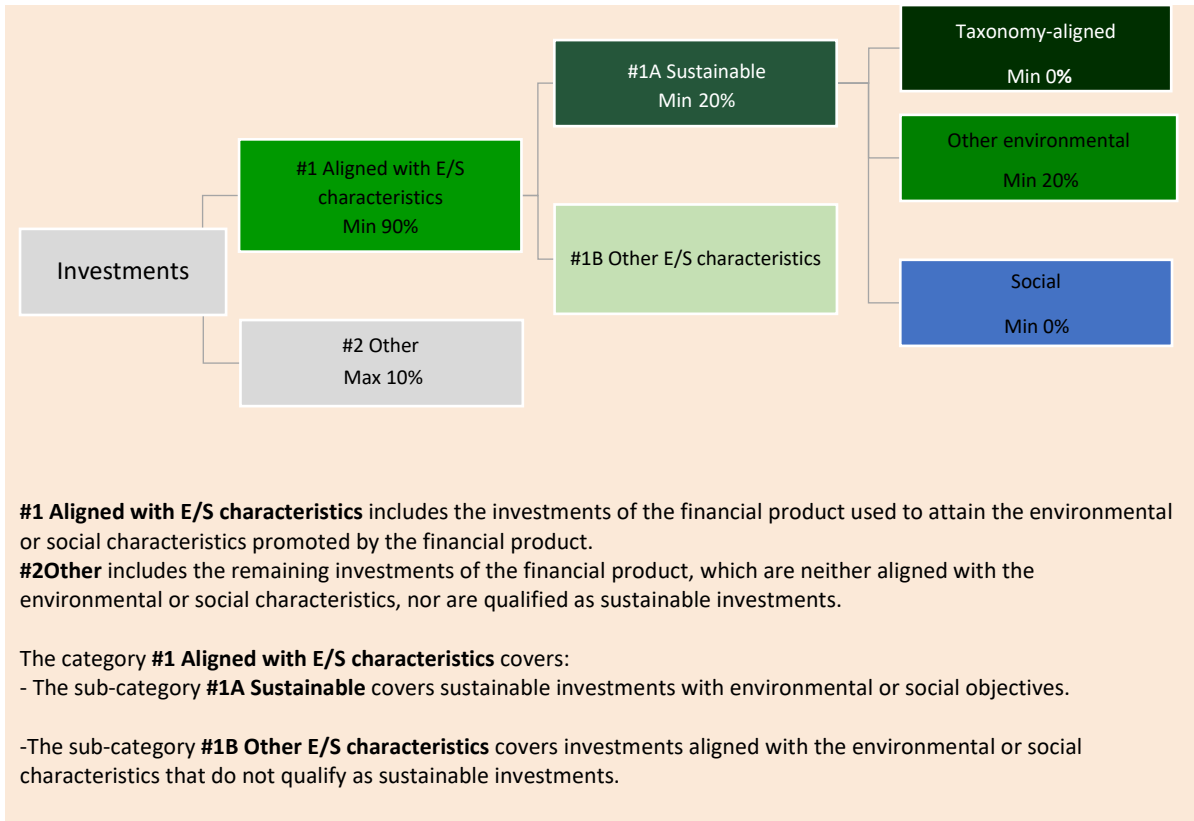 Taxonomy-aligned
Min 0%
#1A Sustainable
Min 20%
Other environmental
Min 20%
#1 Aligned with E/S
characteristics
Min 90%
#1B Other E/S characteristics
Investments
Social
Min 0%
#2 Other
Max 10%
#1 Aligned with E/S characteristics includes the investments of the financial product used to attain the environmental
or social characteristics promoted by the financial product.
#2Other includes the remaining investments of the financial product, which are neither aligned with the
environmental or social characteristics, nor are qualified as sustainable investments.
The category #1 Aligned with E/S characteristics covers:
- The sub-category #1A Sustainable covers sustainable investments with environmental or social objectives.
-The sub-category #1B Other E/S characteristics covers investments aligned with the environmental or social
characteristics that do not qualify as sustainable investments.